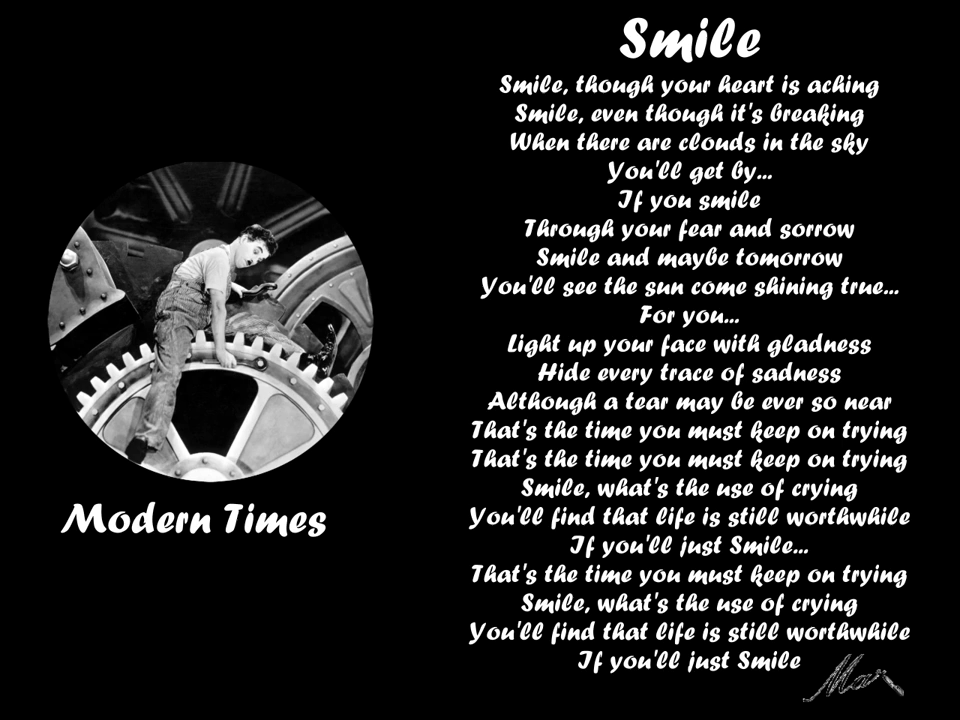 Smile
Smile, though your heart is aching
Smile, even though it's breaking
When there are clouds in the sky
You'll get by...
If you smile
Through your fear and sorrow
Smile and maybe tomorrow
You'll see the sun come shining true...
For you...
Light up your face with gladness
Hide every trace of sadness
Although a tear may be ever so near
That's the time you must keep on trying
That's the time you must keep on trying
Smile, what's the use of crying
You'll find that life is still worthwhile
If you'll just Smile...
That's the time you must keep on trying
Smile, what's the use of crying
You'll find that life is still worthwhile
If you'll just Smile
Modern Times